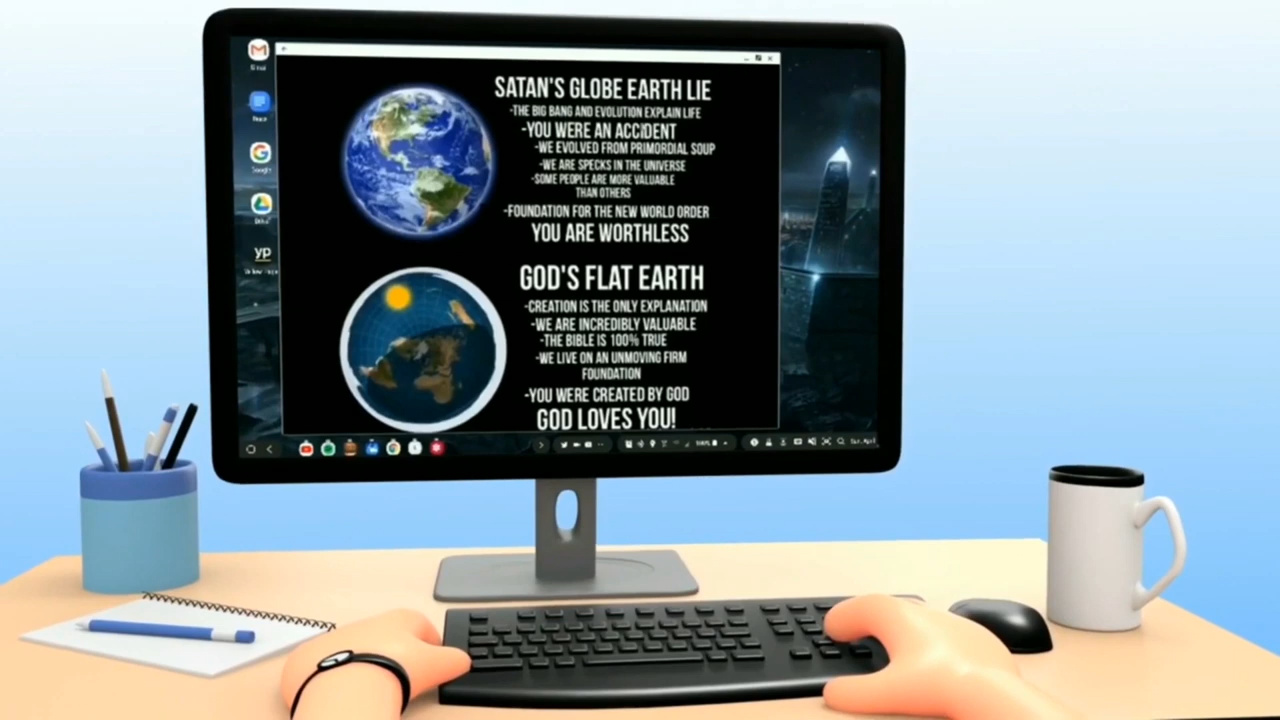 SATAN'S GLOBE EARTH LIE
-THE BIG BANG AND EVOLUTION EXPLAIN LIFE
-YOU WERE AN ACCIDENT
-WE EVOLVED FROM PRIMORDIAL SOUP
-WE ARE SPECKS IN THE UNIVERSE
-SOME PEOPLE ARE MORE VALUABLE
THAN OTHERS
-FOUNDATION FOR THE NEW WORLD ORDER
YOU ARE WORTHLESS
GOD'S FLAT EARTH
-CREATION IS THE ONLY EXPLANATION
-WE ARE INCREDIBLY VALUABLE
-THE BIBLE IS 100% TRUE
-WE LIVE ON AN UNMOVING FIRM
FOUNDATION
-YOU WERE CREATED BY GOD
GOD LOVES YOU!
Google
yp